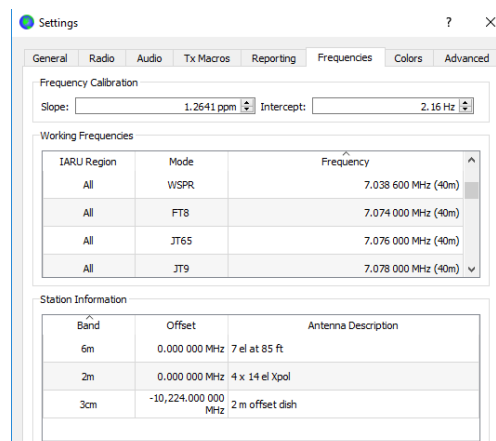 Settings ? ×
General Radio Audio Tx Macros Reporting Frequencies Colors Advanced
Frequency Calibration
Slope: 1.2641 ppm Intercept: 2.16 Hz
Working Frequencies
IARU Region Mode Frequency
All WSPR 7.038 600 MHz (40m)
All FT8 7.074 000 MHz (40m)
All JT65 7.076 000 MHz (40m)
All JT9 7.078 000 MHz (40m)
Station Information
Band Offset Antenna Description
6m 0.000 000 MHz 7 el at 85 ft
2m 0.000 000 MHz 4 x 14 el Xpol
3cm -10,224.000 000 MHz 2 m offset dish